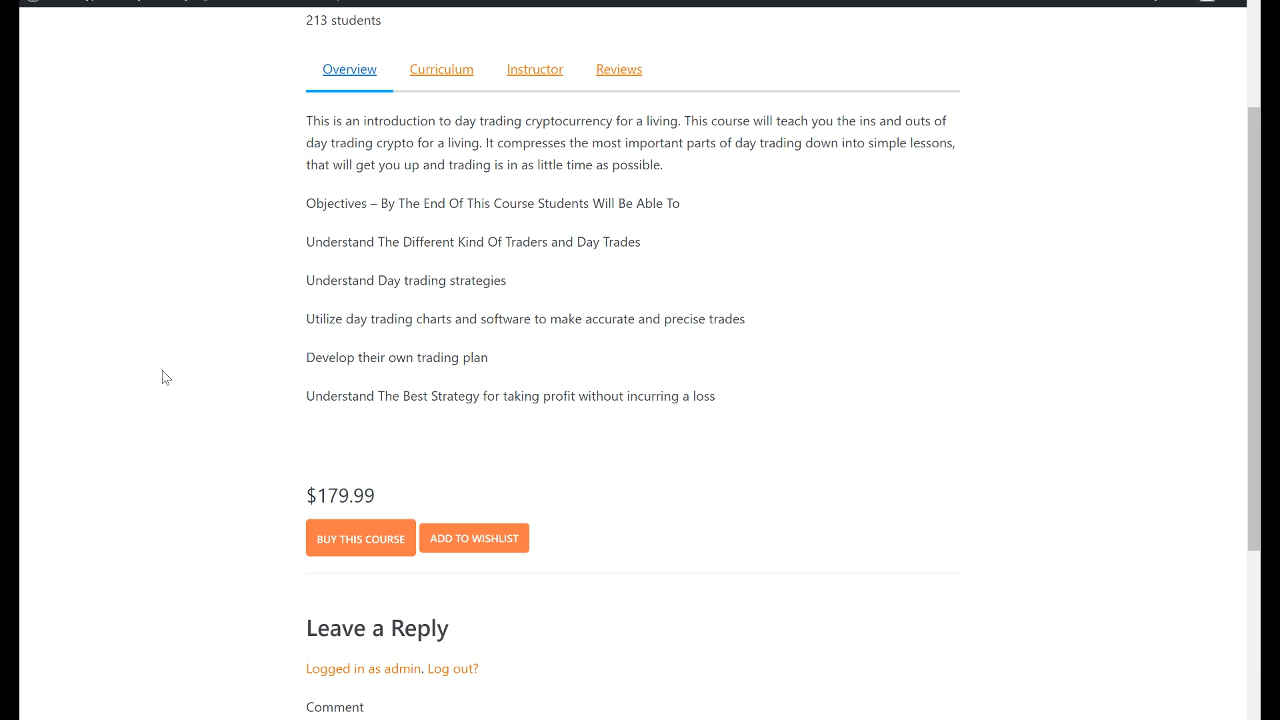 213 students
Overview Curriculum Instructor Reviews
This is an introduction to day trading cryptocurrency for a living. This course will teach you the ins and outs of
day trading crypto for a living. It compresses the most important parts of day trading down into simple lessons,
that will get you up and trading is in as little time as possible.
Objectives – By The End Of This Course Students Will Be Able To
Understand The Different Kind Of Traders and Day Trades
Understand Day trading strategies
Utilize day trading charts and software to make accurate and precise trades
Develop their own trading plan
Understand The Best Strategy for taking profit without incurring a loss
$179.99
BUY THIS COURSE ADD TO WISHLIST
Leave a Reply
Logged in as admin. Log out?
Comment